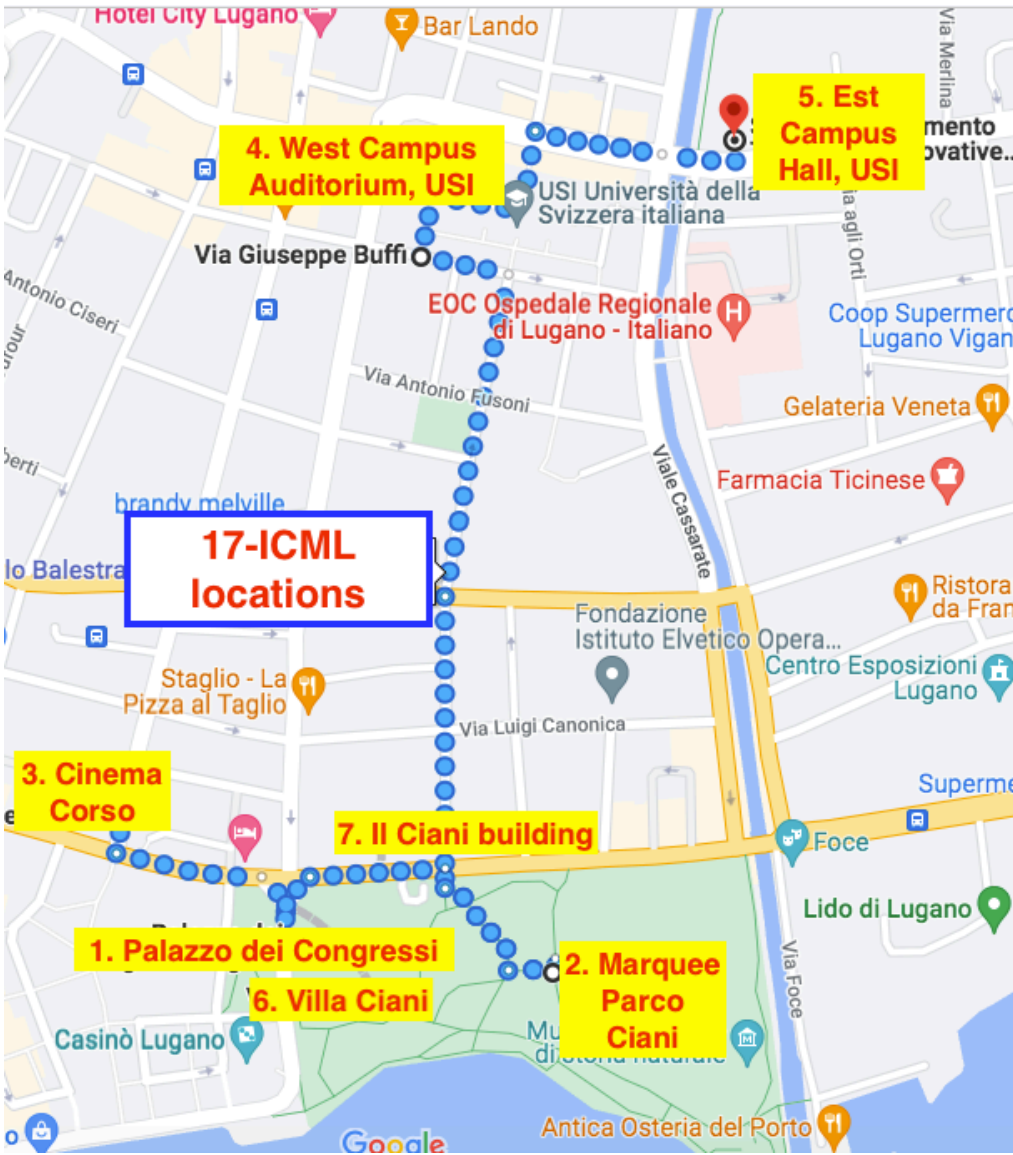 Hotel City Lugano
Bar Lando
Via Merlina
5. Est
Campus
Hall, USI
4. West Campus
Auditorium, USI
USI Università della
Svizzera italiana
Via Giuseppe Buffi
Antonio Ciseri
EOC Ospedale Regionale
di Lugano - Italiano
Coop Supermerc
Lugano Vigan
Via Antonio Fusoni
Gelateria Veneta
Viale Cassarate
Farmacia Ticinese
brandy melville
17-ICML
locations
lo Balestra
Ristora
da Fran
Fondazione
Istituto Elvetico Opera...
Centro Esposizioni
Lugano
Staglio - La
Pizza al Taglio
Via Luigi Canonica
3. Cinema
Corso
Superme
7. Il Ciani building
Foce
Lido di Lugano
1. Palazzo dei Congressi
2. Marquee
Parco
Ciani
6. Villa Ciani
Via Foce
Casinò Lugano
di storia naturale
Antica Osteria del Porto
Google